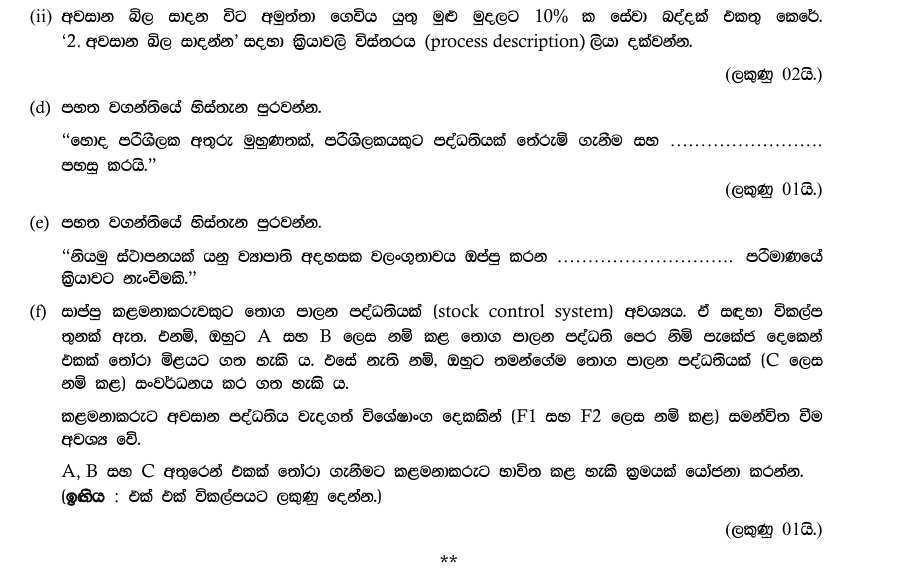 (ii) අවසාන බිල සාදන විට අමුත්තා ගෙවිය යුතු මුළු මුදලට 10% ක සේවා බද්දක් එකතු කෙරේ.
‘2. අවසාන බිල සාදන්න’ සදහා ක්‍රියාවලි විස්තරය (process description) ලියා දක්වන්න.
(ලකුණු 02යි.)
(d) පහත වගන්තියේ හිස්තැන පුරවන්න.
“හොඳ පරිශීලක අතුරු මුහුණතක්, පරිශීලකයකුට පද්ධතියක් තේරුම් ගැනීම සහ .........................
පහසු කරයි.”
(ලකුණු 01යි.)
(e) පහත වගන්තියේ හිස්තැන පුරවන්න.
“නියමු ස්ථාපනයක් යනු ව්‍යාපෘති අදහසක වලංගුතාවය ඔප්පු කරන ............................. පරිමාණයේ
ක්‍රියාවට නැංවීමකි.”
(f) සාප්පු කළමනාකරුවකුට තොග පාලන පද්ධතියක් (stock control system) අවශ්‍යය. ඒ සඳහා විකල්ප
තුනක් ඇත. එනම්, ඔහුට A සහ B ලෙස නම් කළ තොග පාලන පද්ධති පෙර නිමි පැකේජ දෙකෙන්
එකක් තෝරා මිළයට ගත හැකි ය. එසේ නැති නම්, ඔහුට තමන්ගේම තොග පාලන පද්ධතියක් (C ලෙස
නම් කළ) සංවර්ධනය කර ගත හැකි ය.
කළමනාකරුට අවසාන පද්ධතිය වැදගත් විශේෂාංග දෙකකින් (F1 සහ F2 ලෙස නම් කළ) සමන්විත වීම
අවශ්‍ය වේ.
A, B සහ C අතුරෙන් එකක් තෝරා ගැනීමට කළමනාකරුට භාවිත කළ හැකි ක්‍රමයක් යෝජනා කරන්න.
(ඉඟිය : එක් එක් විකල්පයට ලකුණු දෙන්න.)
(ලකුණු 01යි.)
**